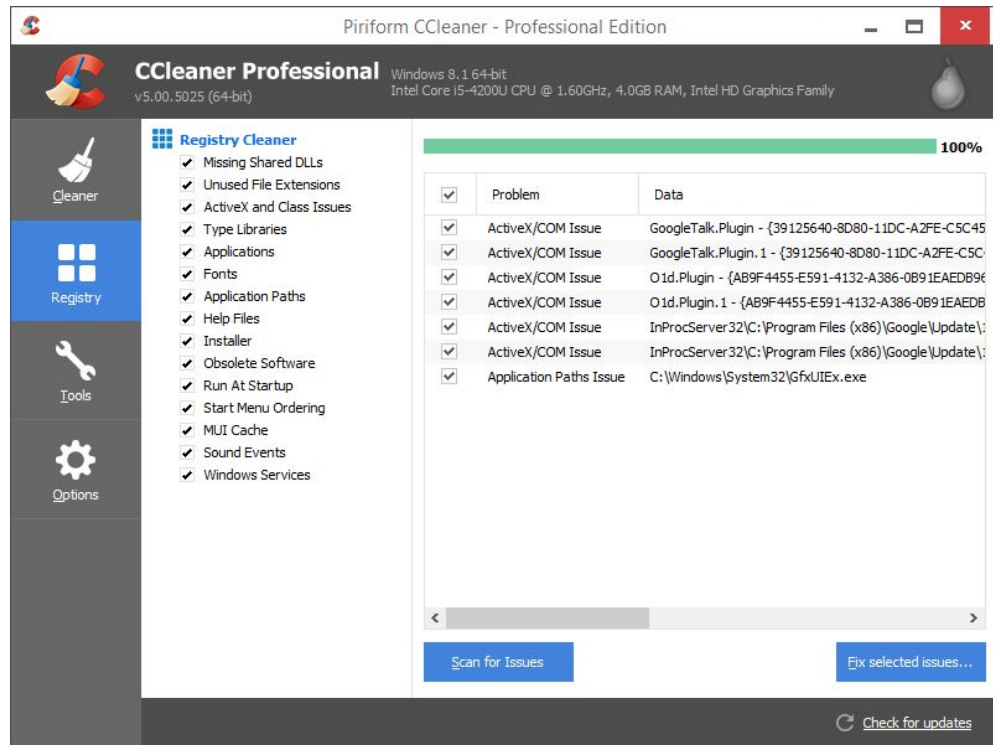 Piriform CCleaner - Professional Edition
CCleaner Professional
v5.00.5025 (64-bit)
Windows 8.1 64-bit
Intel Core i5-4200U CPU @ 1.60GHz, 4.0GB RAM, Intel HD Graphics Family
Cleaner
Registry
Tools
Options
Registry Cleaner
Missing Shared DLLs
Unused File Extensions
ActiveX and Class Issues
Type Libraries
Applications
Fonts
Application Paths
Help Files
Installer
Obsolete Software
Run At Startup
Start Menu Ordering
MUI Cache
Sound Events
Windows Services
100%
Problem Data
ActiveX/COM Issue GoogleTalk.Plugin - {39125640-8D80-11DC-A2FE-C5C45
ActiveX/COM Issue GoogleTalk.Plugin.1 - {39125640-8D80-11DC-A2FE-C5C
ActiveX/COM Issue O1d.Plugin - {AB9F4455-E591-4132-A386-0B91EAEDB96
ActiveX/COM Issue O1d.Plugin.1 - {AB9F4455-E591-4132-A386-0B91EAEDB
ActiveX/COM Issue InProcServer32\C:\Program Files (x86)\Google\Update\1
ActiveX/COM Issue InProcServer32\C:\Program Files (x86)\Google\Update\1
Application Paths Issue C:\Windows\System32\GfxUIEx.exe
Scan for Issues
Fix selected issues...
Check for updates